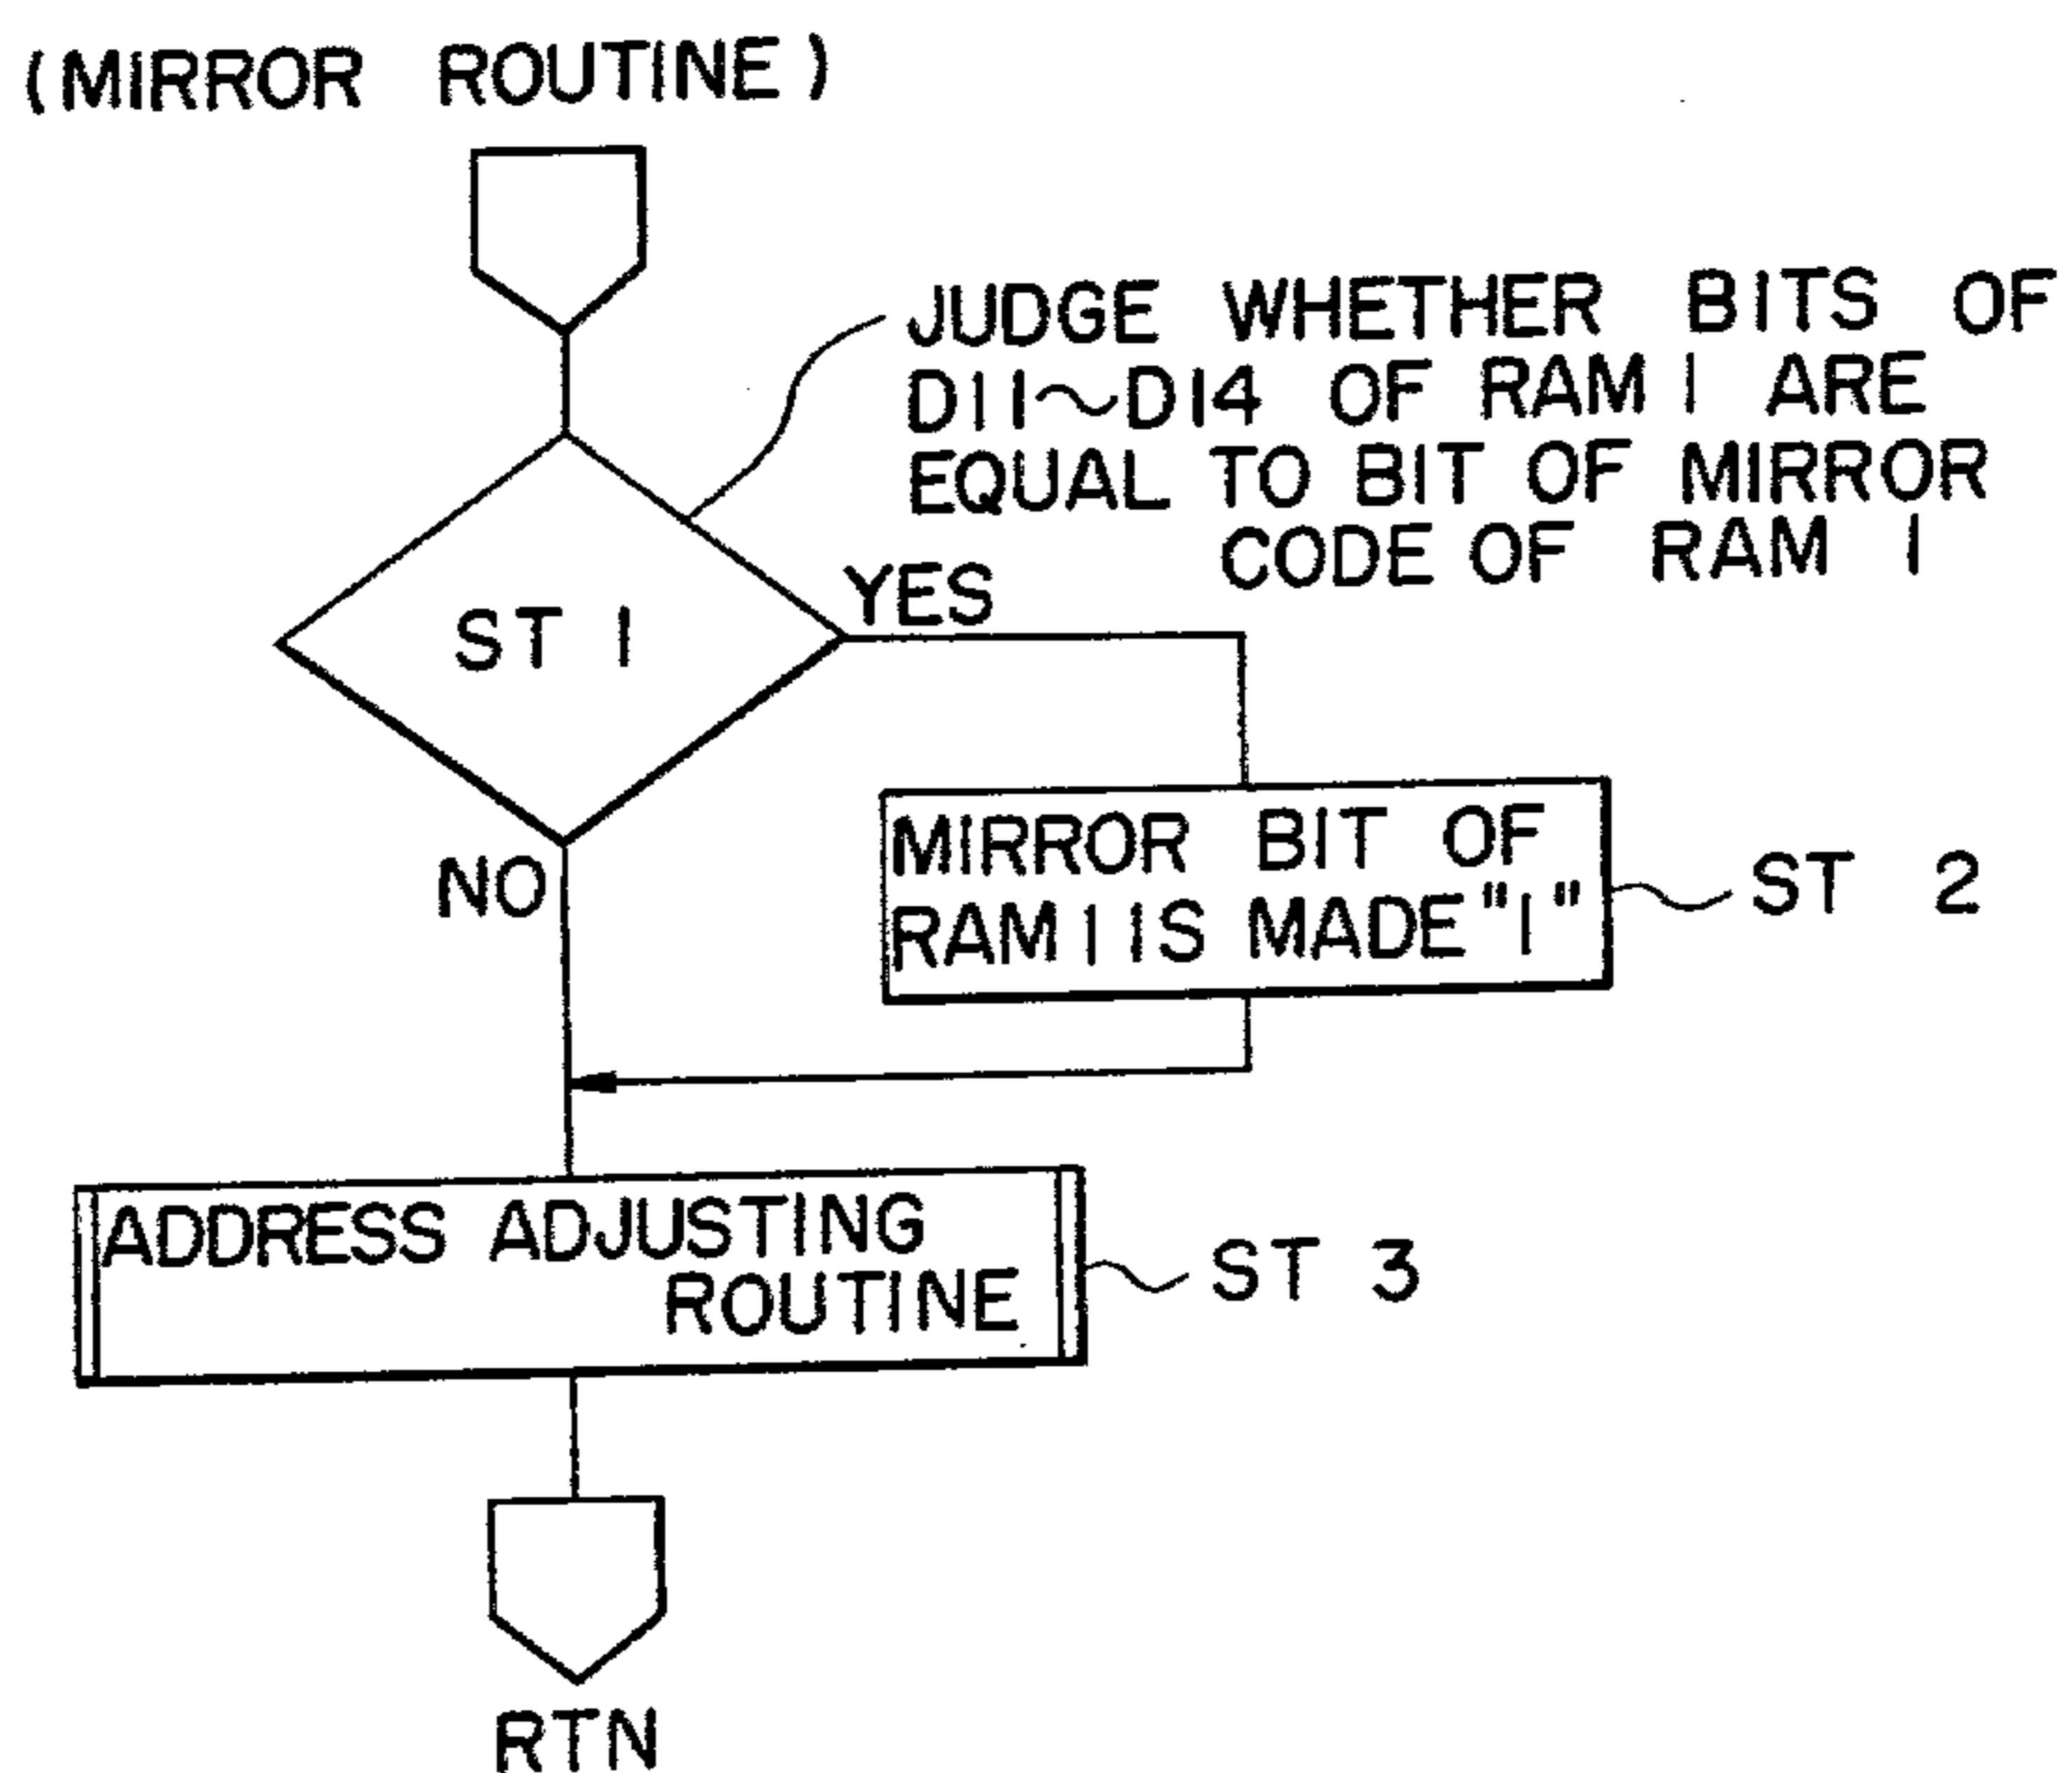 (MIRROR ROUTINE)
JUDGE WHETHER BITS OF
D11~D14 OF RAM 1 ARE
EQUAL TO BIT OF MIRROR
CODE OF RAM 1
ST 1
YES
NO
MIRROR BIT OF
RAM 1 IS MADE "1"
ST 2
ADDRESS ADJUSTING
ROUTINE
ST 3
RTN